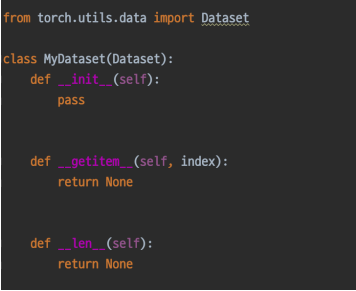 from torch.utils.data import Dataset
class MyDataset(Dataset):
    def __init__(self):
        pass
    def __getitem__(self, index):
        return None
    def __len__(self):
        return None